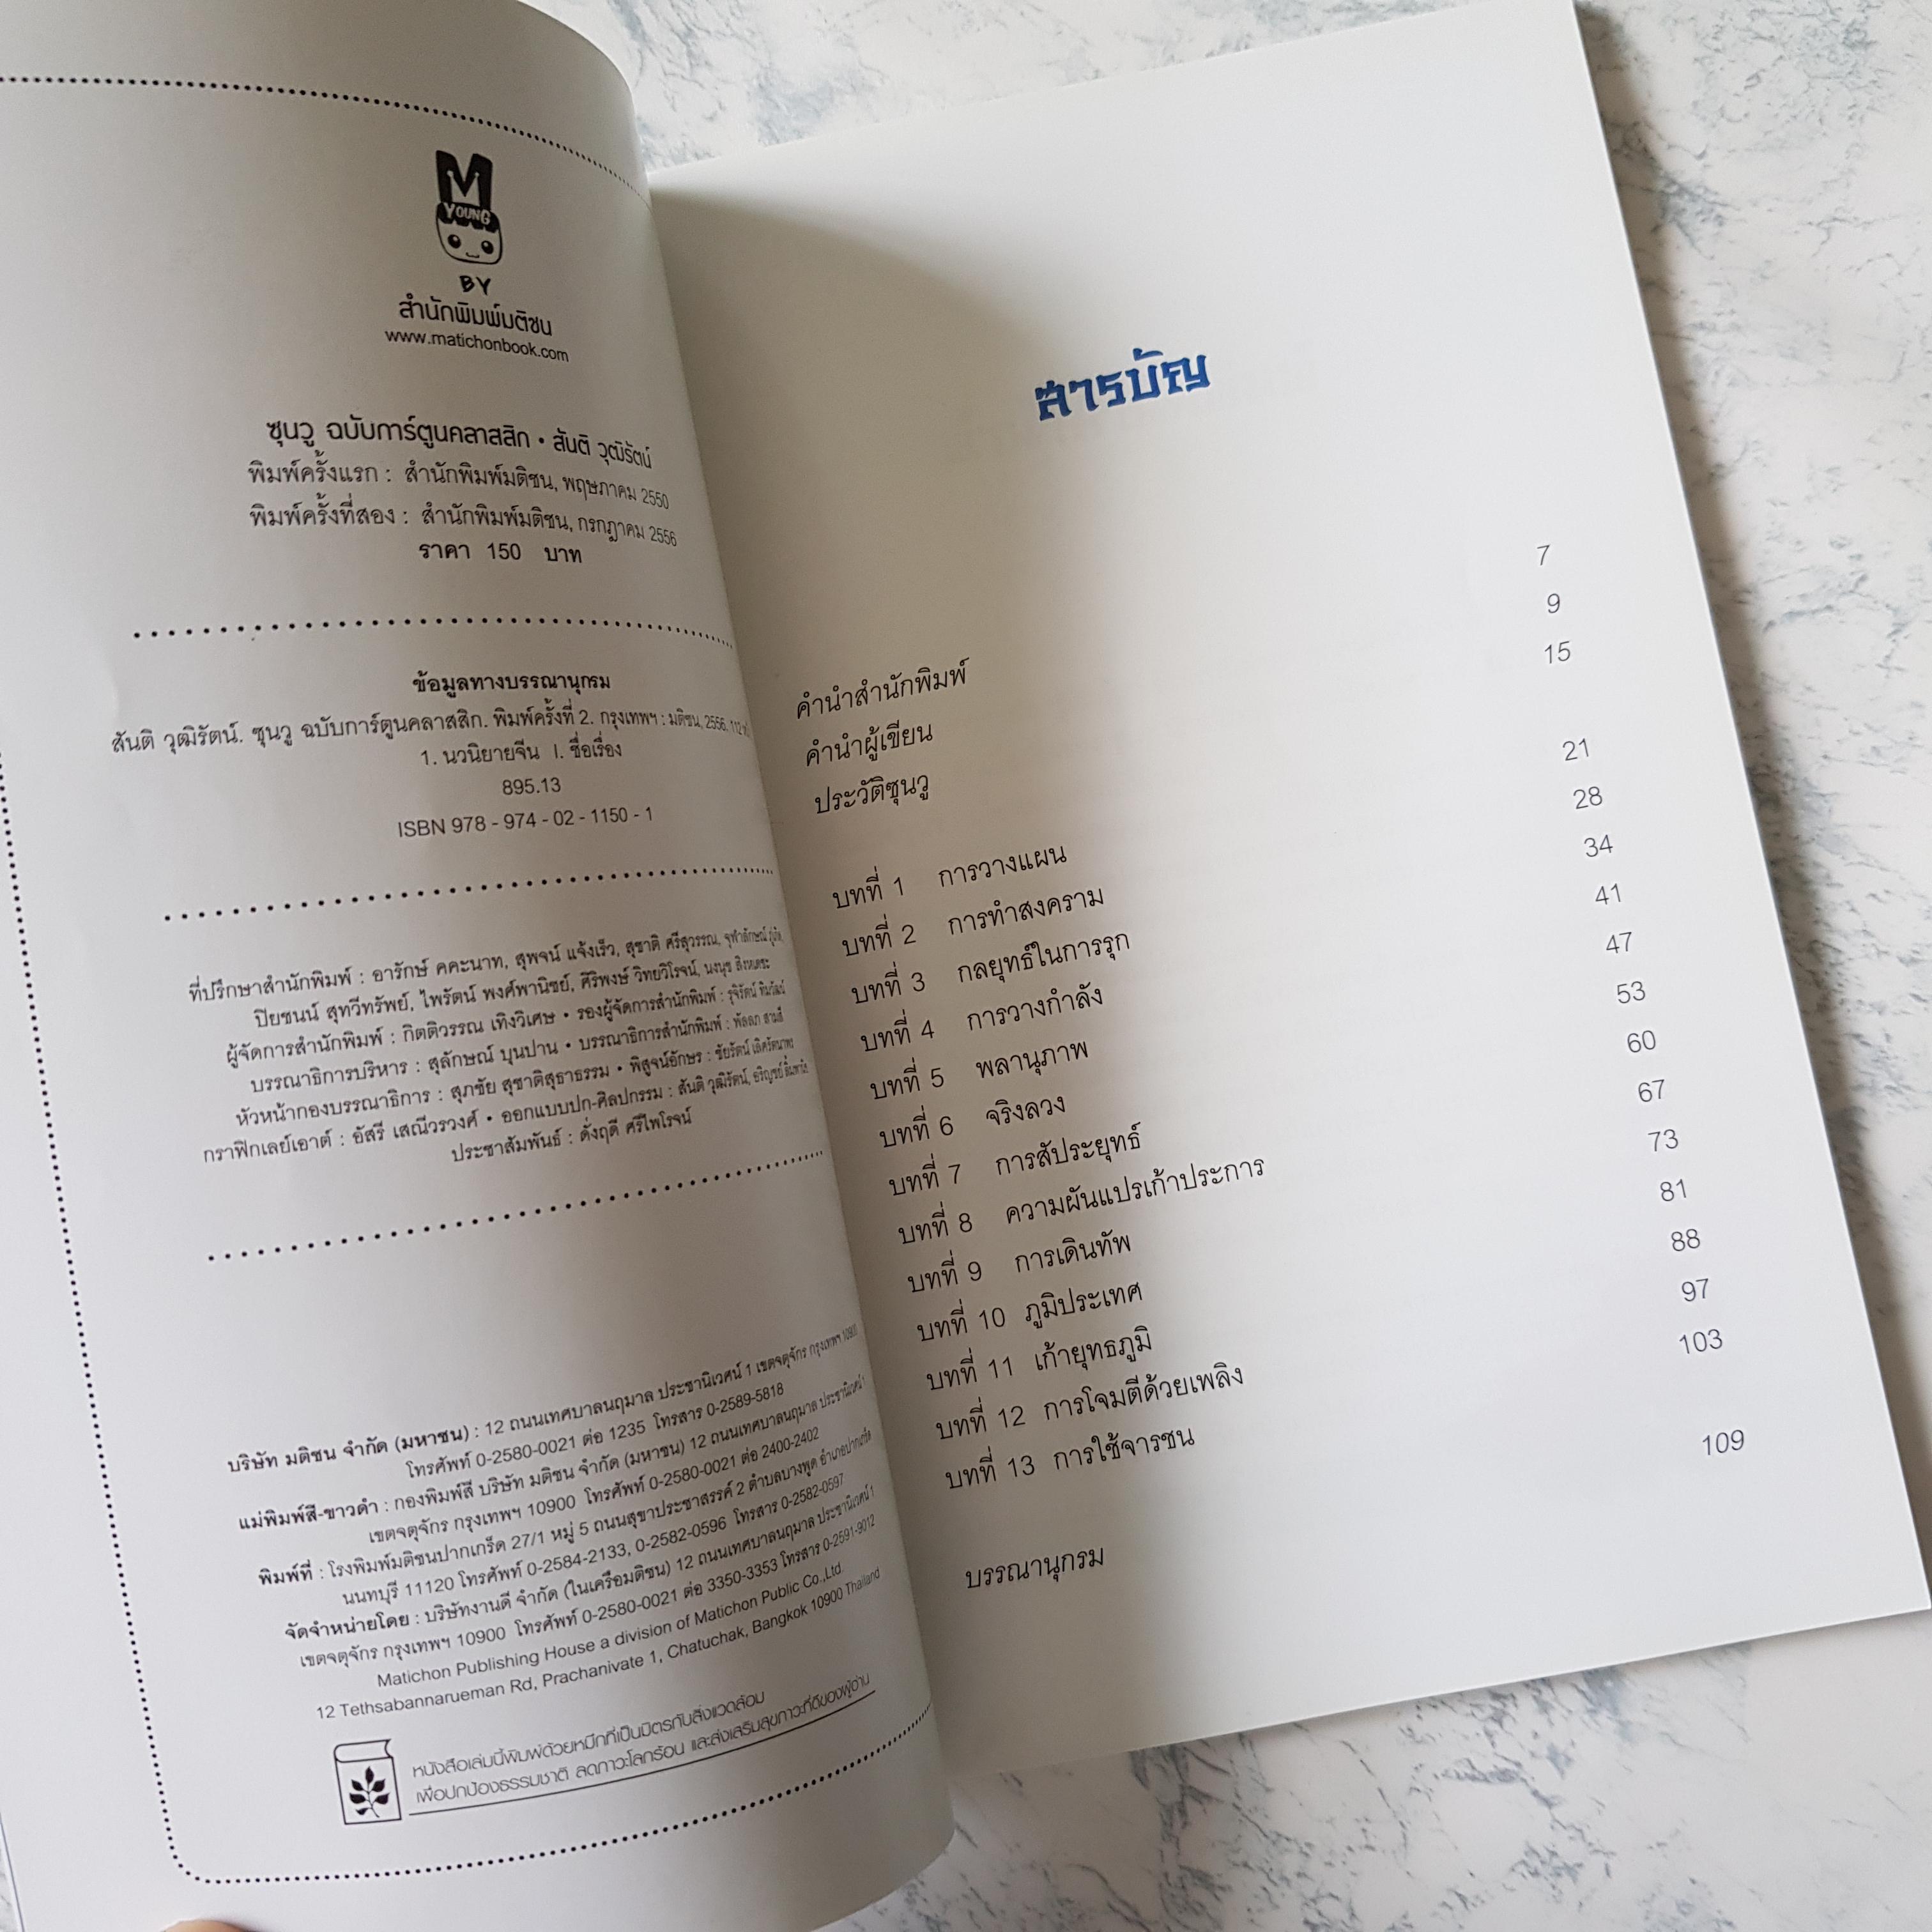 M
YOUNG
BY
สำนักพิมพ์มติชน
www.matichonbook.com
ซุนวู ฉบับการ์ตูนคลาสสิก • สันติ วุฒิรัตน์
พิมพ์ครั้งแรก : สำนักพิมพ์มติชน, พฤษภาคม 2550
พิมพ์ครั้งที่สอง : สำนักพิมพ์มติชน, กรกฎาคม 2556
ราคา 150 บาท
ข้อมูลทางบรรณานุกรม
สันติ วุฒิรัตน์. ซุนวู ฉบับการ์ตูนคลาสสิก. พิมพ์ครั้งที่ 2. กรุงเทพฯ : มติชน, 2556. 112
1. นวนิยายจีน I. ชื่อเรื่อง
895.13
ISBN 978 - 974 - 02 - 1150 - 1
ที่ปรึกษาสำนักพิมพ์ : อารักษ์ คคะนาท, สุพจน์ แจ้งเร็ว, สุชาติ ศรีสุวรรณ, จุฬาลักษณ์
ปิยชนน์ สุทวีทรัพย์, ไพรัตน์ พงศ์พานิชย์, ศิริพงษ์ วิทยวิโรจน์, นงนุช สิงหเดชะ
ผู้จัดการสำนักพิมพ์ : กิตติวรรณ เทิงวิเศษ • รองผู้จัดการสำนักพิมพ์ : รุจิรัตน์ ทิมวัฒน์
บรรณาธิการบริหาร : สุลักษณ์ บุนปาน • บรรณาธิการสำนักพิมพ์ : พัลลภ สามสี
หัวหน้ากองบรรณาธิการ : สุภชัย สุชาติสุธาธรรม • พิสูจน์อักษร : ชัยรัตน์
กราฟิกเลย์เอาต์ : อัสรี เสณีวรวงศ์ • ออกแบบปก-ศิลปกรรม : สันติ วุฒิรัตน์, อริญชย์
ประชาสัมพันธ์ : ดั่งฤดี ศรีไพโรจน์
บริษัท มติชน จำกัด (มหาชน) : 12 ถนนเทศบาลนฤมาล ประชานิเวศน์ 1 เขตจตุจักร กรุงเทพฯ 10900
โทรศัพท์ 0-2580-0021 ต่อ 1235 โทรสาร 0-2589-5818
แม่พิมพ์สี-ขาวดำ : กองพิมพ์สี บริษัท มติชน จำกัด (มหาชน) 12 ถนนเทศบาลนฤมาล ประชานิเวศน์ 1
เขตจตุจักร กรุงเทพฯ 10900 โทรศัพท์ 0-2580-0021 ต่อ 2400-2402
พิมพ์ที่ : โรงพิมพ์มติชนปากเกร็ด 27/1 หมู่ 5 ถนนสุขาประชาสรรค์ 2 ตำบลบางพูด อำเภอปากเกร็ด
นนทบุรี 11120 โทรศัพท์ 0-2584-2133, 0-2582-0596 โทรสาร 0-2582-0597
จัดจำหน่ายโดย : บริษัทงานดี จำกัด (ในเครือมติชน) 12 ถนนเทศบาลนฤมาล ประชานิเวศน์ 1
เขตจตุจักร กรุงเทพฯ 10900 โทรศัพท์ 0-2580-0021 ต่อ 3350-3353 โทรสาร 0-2591-9012
Matichon Publishing House a division of Matichon Public Co.,Ltd.
12 Tethsabannarueman Rd, Prachanivate 1, Chatuchak, Bangkok 10900 Thailand
หนังสือเล่มนี้พิมพ์ด้วยหมึกที่เป็นมิตรกับสิ่งแวดล้อม
เพื่อปกป้องธรรมชาติ ลดภาวะโลกร้อน และส่งเสริมสุขภาวะที่ดีของผู้อ่าน
สารบัญ
คำนำสำนักพิมพ์ 7
คำนำผู้เขียน 9
ประวัติซุนวู 15
บทที่ 1 การวางแผน 21
บทที่ 2 การทำสงคราม 28
บทที่ 3 กลยุทธ์ในการรุก 34
บทที่ 4 การวางกำลัง 41
บทที่ 5 พลานุภาพ 47
บทที่ 6 จริงลวง 53
บทที่ 7 การสัประยุทธ์ 60
บทที่ 8 ความผันแปรเก้าประการ 67
บทที่ 9 การเดินทัพ 73
บทที่ 10 ภูมิประเทศ 81
บทที่ 11 เก้ายุทธภูมิ 88
บทที่ 12 การโจมตีด้วยเพลิง 97
บทที่ 13 การใช้จารชน 103
บรรณานุกรม 109